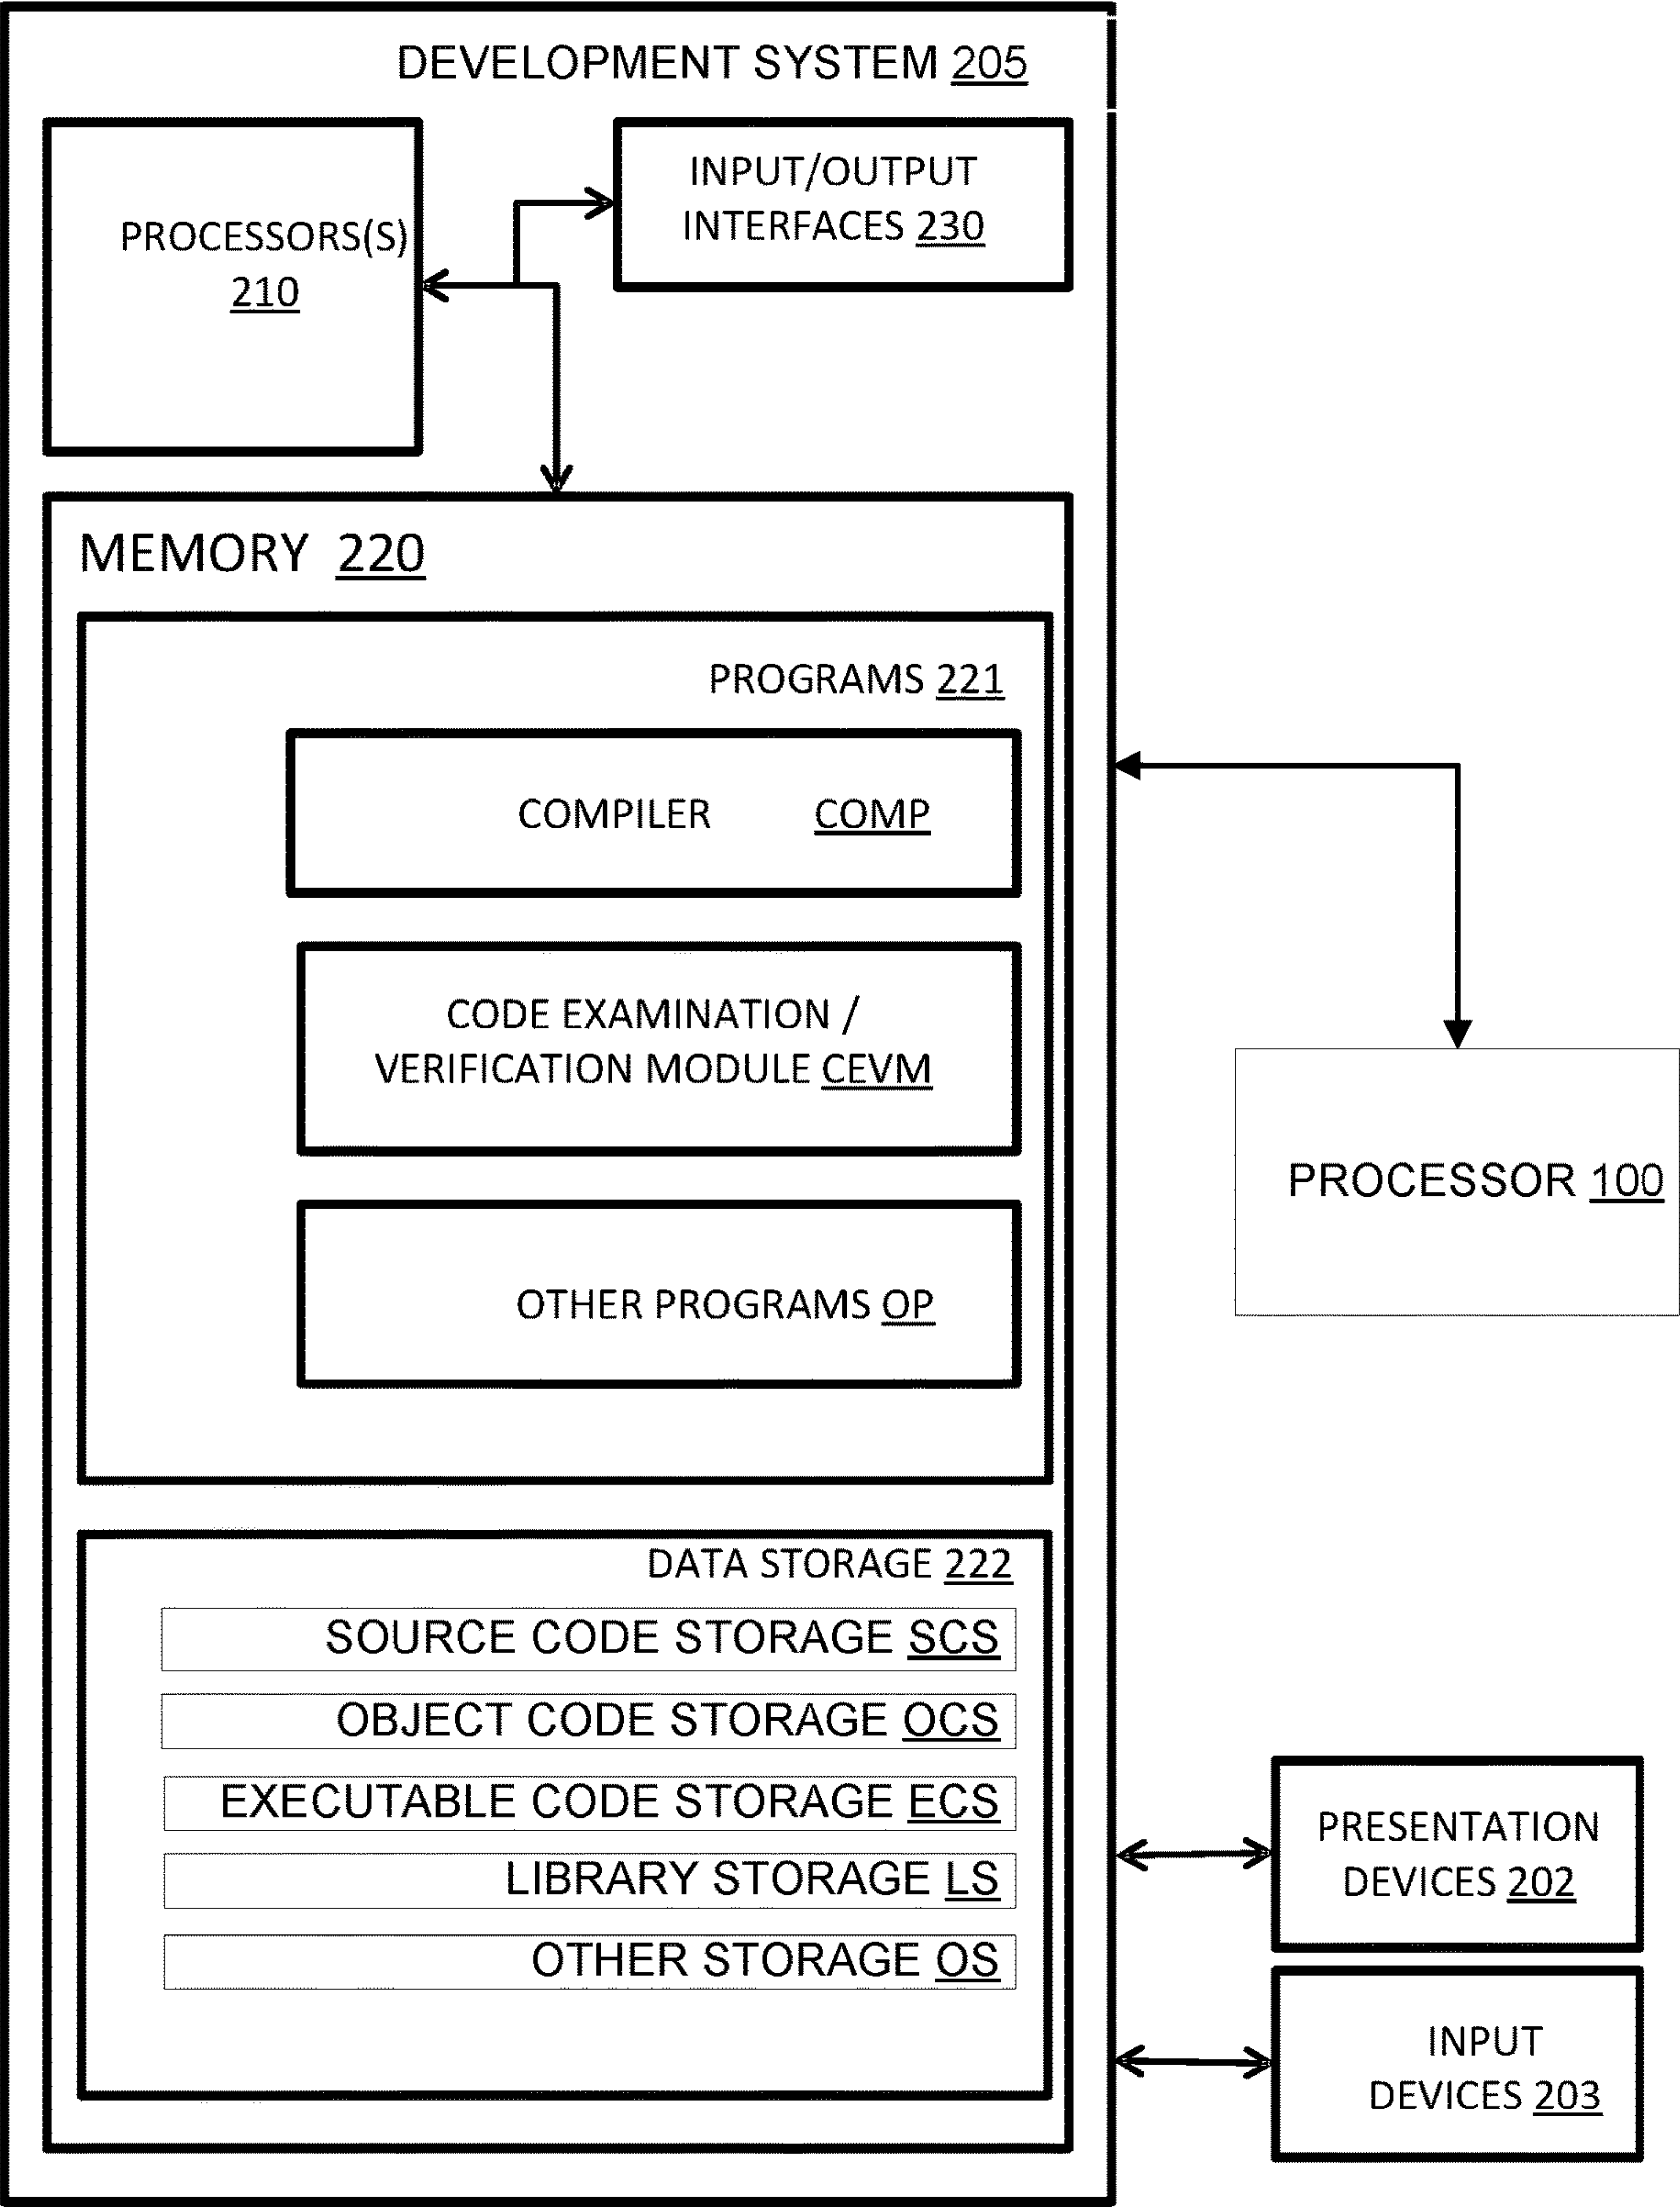 DEVELOPMENT SYSTEM 205
PROCESSORS(S)
210
INPUT/OUTPUT
INTERFACES 230
MEMORY 220
PROGRAMS 221
COMPILER COMP
CODE EXAMINATION /
VERIFICATION MODULE CEVM
OTHER PROGRAMS OP
PROCESSOR 100
DATA STORAGE 222
SOURCE CODE STORAGE SCS
OBJECT CODE STORAGE OCS
EXECUTABLE CODE STORAGE ECS
LIBRARY STORAGE LS
OTHER STORAGE OS
PRESENTATION
DEVICES 202
INPUT
DEVICES 203